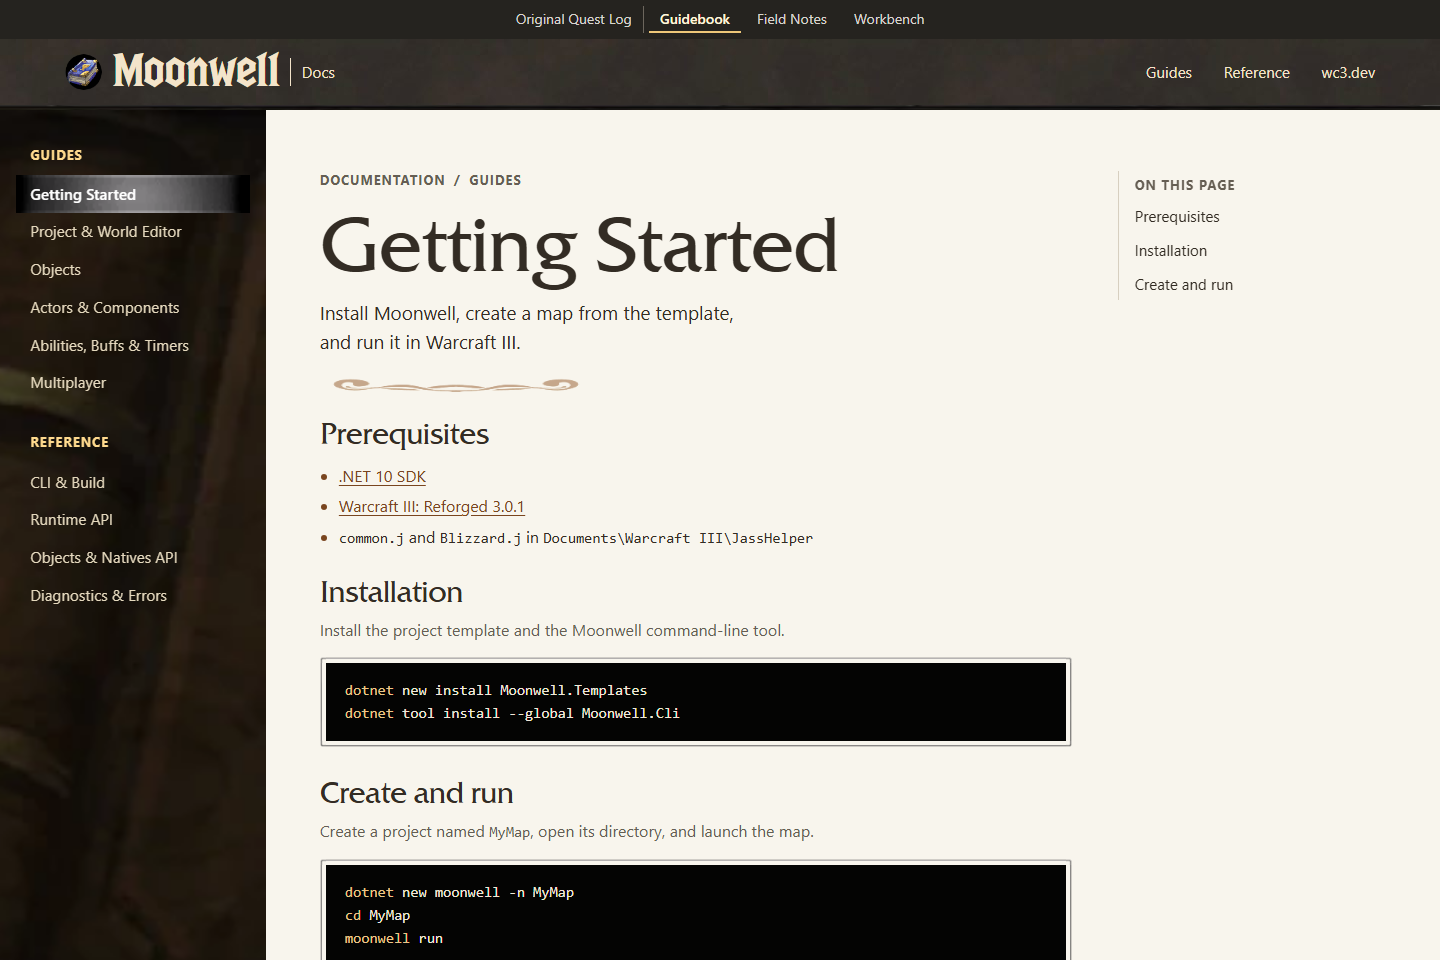 Original Quest Log
Guidebook
Field Notes
Workbench
Moonwell
Docs
Guides
Reference
wc3.dev
GUIDES
Getting Started
Project & World Editor
Objects
Actors & Components
Abilities, Buffs & Timers
Multiplayer
REFERENCE
CLI & Build
Runtime API
Objects & Natives API
Diagnostics & Errors
DOCUMENTATION / GUIDES
Getting Started
Install Moonwell, create a map from the template,
and run it in Warcraft III.
Prerequisites
• .NET 10 SDK
• Warcraft III: Reforged 3.0.1
• common.j and Blizzard.j in Documents\Warcraft III\JassHelper
Installation
Install the project template and the Moonwell command-line tool.
dotnet new install Moonwell.Templates
dotnet tool install --global Moonwell.Cli
Create and run
Create a project named MyMap, open its directory, and launch the map.
dotnet new moonwell -n MyMap
cd MyMap
moonwell run
ON THIS PAGE
Prerequisites
Installation
Create and run